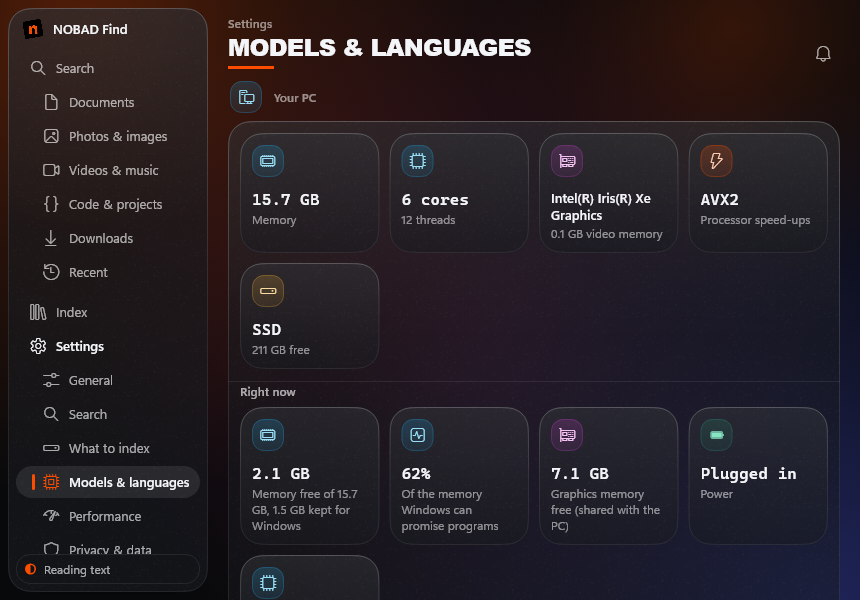 NOBAD Find
Search
Documents
Photos & images
Videos & music
Code & projects
Downloads
Recent
Index
Settings
General
Search
What to index
Models & languages
Performance
Privacy & data
Reading text
Settings
MODELS & LANGUAGES
Your PC
15.7 GB
Memory
6 cores
12 threads
Intel(R) Iris(R) Xe
Graphics
0.1 GB video memory
AVX2
Processor speed-ups
SSD
211 GB free
Right now
2.1 GB
Memory free of 15.7
GB, 1.5 GB kept for
Windows
62%
Of the memory
Windows can
promise programs
7.1 GB
Graphics memory
free (shared with the
PC)
Plugged in
Power